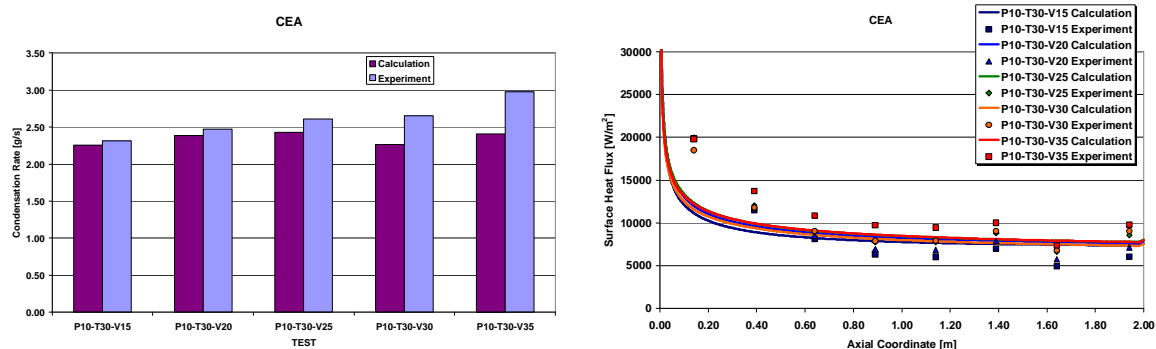 CEA
3.50
3.00
2.50
2.00
1.50
1.00
0.50
0.00
Condensation Rate [g/s]
Calculation
Experiment
P10-T30-V15 P10-T30-V20 P10-T30-V25 P10-T30-V30 P10-T30-V35
TEST
CEA
30000
25000
20000
15000
10000
5000
0
Surface Heat Flux [W/m²]
0.00 0.20 0.40 0.60 0.80 1.00 1.20 1.40 1.60 1.80 2.00
Axial Coordinate [m]
P10-T30-V15 Calculation
P10-T30-V15 Experiment
P10-T30-V20 Calculation
P10-T30-V20 Experiment
P10-T30-V25 Calculation
P10-T30-V25 Experiment
P10-T30-V30 Calculation
P10-T30-V30 Experiment
P10-T30-V35 Calculation
P10-T30-V35 Experiment